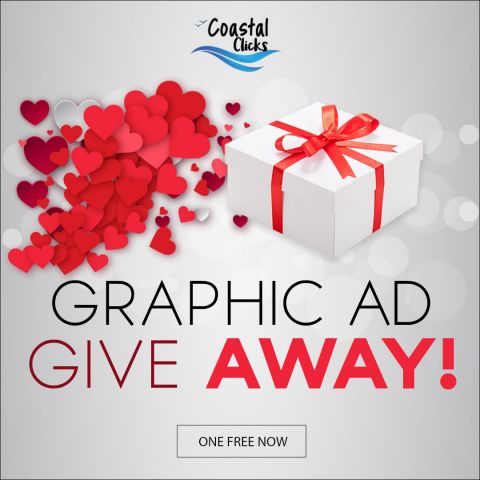 Coastal
Clicks
GRAPHIC AD
GIVE AWAY!
ONE FREE NOW